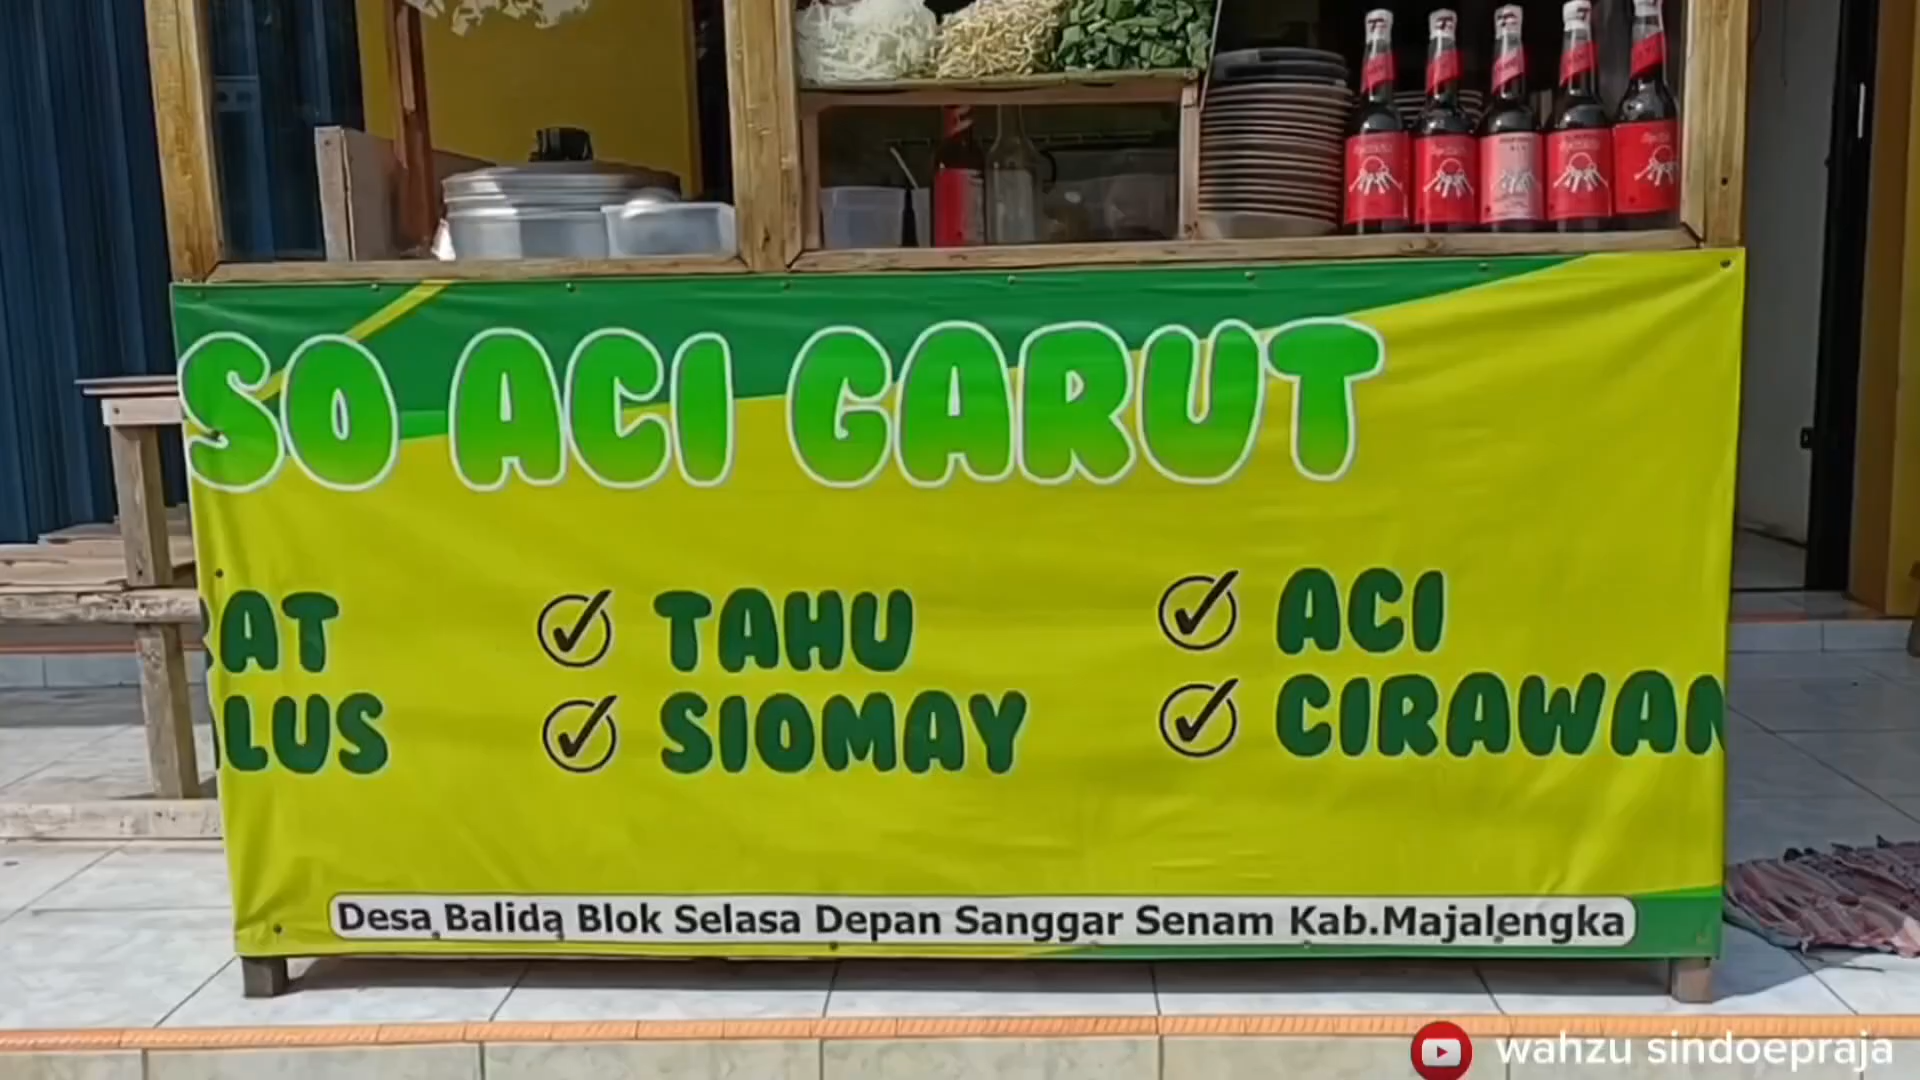 SO ACI GARUT
TAHU
ACI
LUS
SIOMAY
CIRAWAN
Desa Balida Blok Selasa Depan Sanggar Senam Kab.Majalengka
wahzu sindoepraja